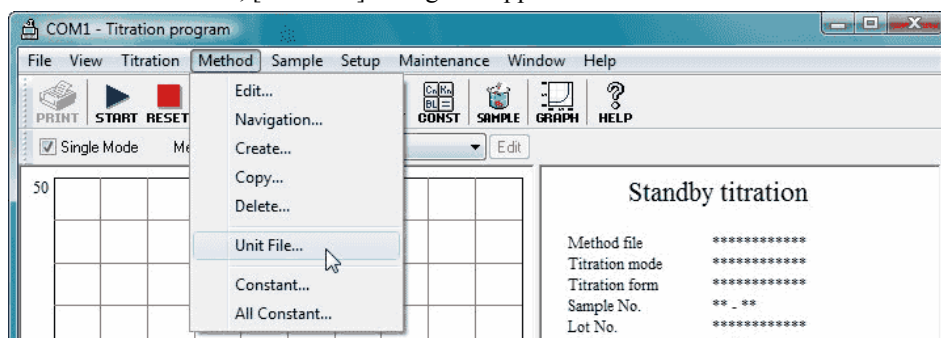 COM1 - Titration program
File View Titration Method Sample Setup Maintenance Window Help
PRINT START RESET CONST SAMPLE GRAPH HELP
Single Mode Me Edit
Edit...
Navigation...
Create...
Copy...
Delete...
Unit File...
Constant...
All Constant...
50
Standby titration
Method file ************
Titration mode ************
Titration form ************
Sample No. ** - **
Lot No. ************